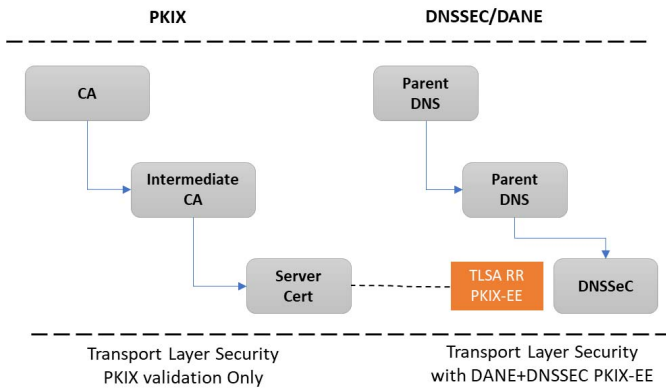 PKIX
DNSSEC/DANE
CA
Parent
DNS
Intermediate
CA
Parent
DNS
Server
Cert
TLSA RR
PKIX-EE
DNSSeC
Transport Layer Security
PKIX validation Only
Transport Layer Security
with DANE+DNSSEC PKIX-EE